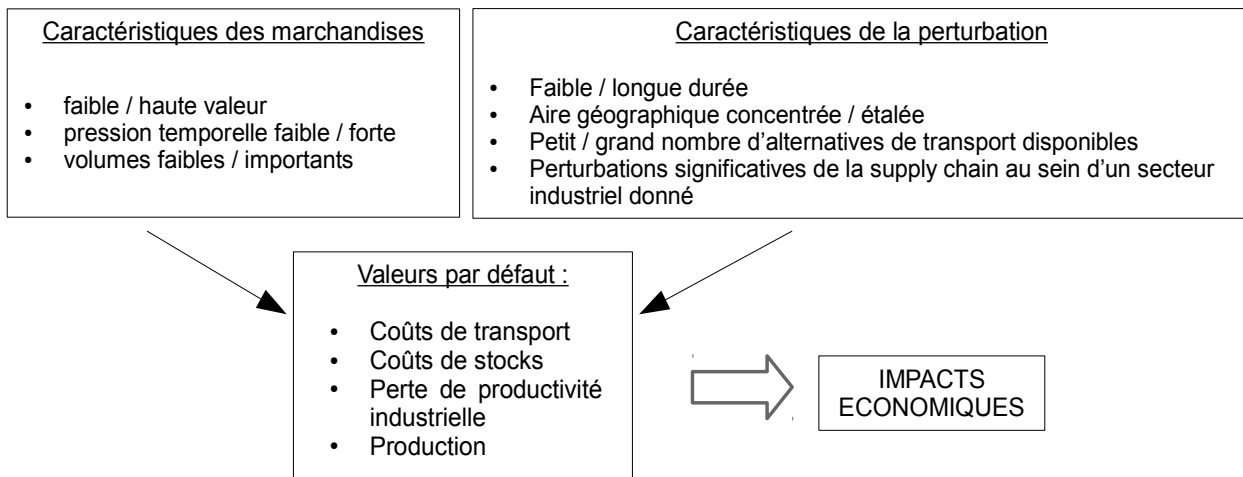 Caractéristiques des marchandises
• faible / haute valeur
• pression temporelle faible / forte
• volumes faibles / importants
Caractéristiques de la perturbation
• Faible / longue durée
• Aire géographique concentrée / étalée
• Petit / grand nombre d’alternatives de transport disponibles
• Perturbations significatives de la supply chain au sein d’un secteur
industriel donné
Valeurs par défaut :
• Coûts de transport
• Coûts de stocks
• Perte de productivité
industrielle
• Production
IMPACTS
ECONOMIQUES